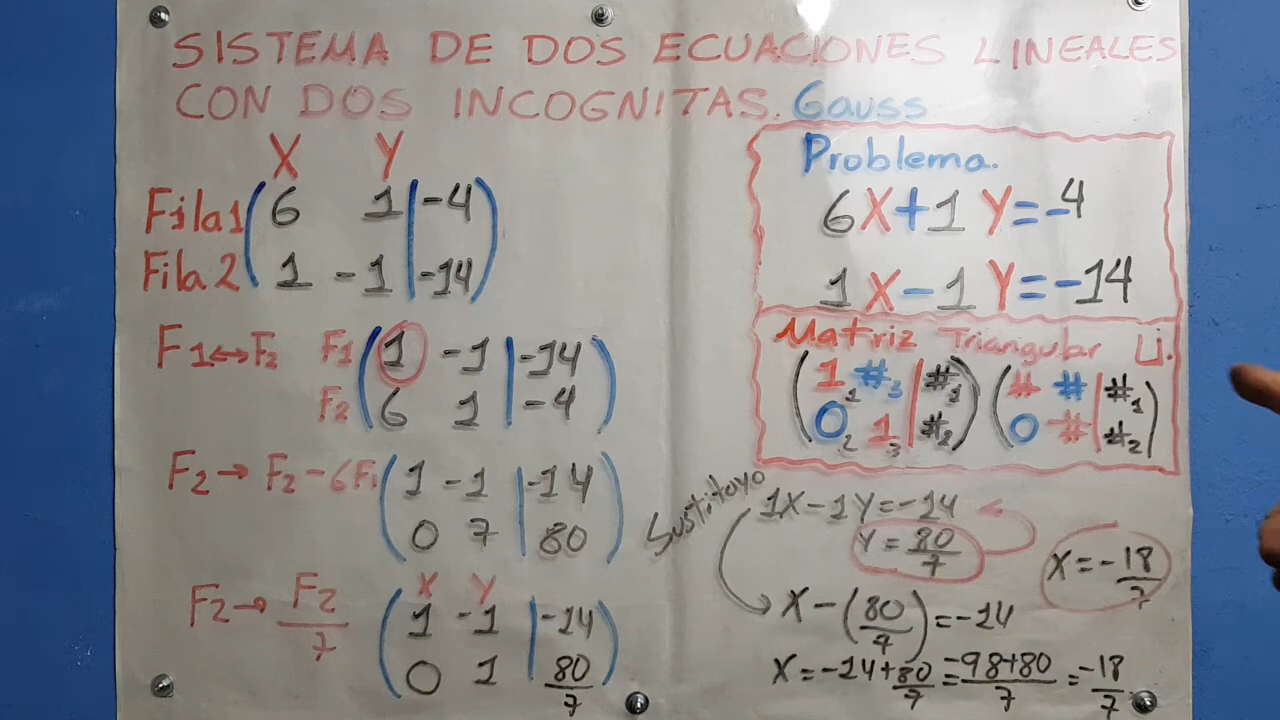 SISTEMA DE DOS ECUACIONES LINEALES
CON DOS INCOGNITAS. Gauss
X Y
Fila1 ( 6 1 | -4 )
Fila2 ( 1 -1 | -14 )
F1↔F2 F1 ( 1 -1 | -14 )
F2 ( 6 1 | -4 )
F2→ F2-6F1 ( 1 -1 | -14 )
( 0 7 | 80 )
X Y
F2→ F2/7 ( 1 -1 | -14 )
( 0 1 | 80/7 )
Problema.
6X+1Y=-4
1X-1Y=-14
Matriz Triangular U.
( 1₁ #₃ | #₁ ) ( # # | #₁ )
( 0₂ 1₃ | #₂ ) ( 0 # | #₂ )
Sustitoyo
1X-1Y=-14
Y=80/7
X=-18/7
X-(80/7)=-14
X=-14+80/7=-98+80/7=-18/7